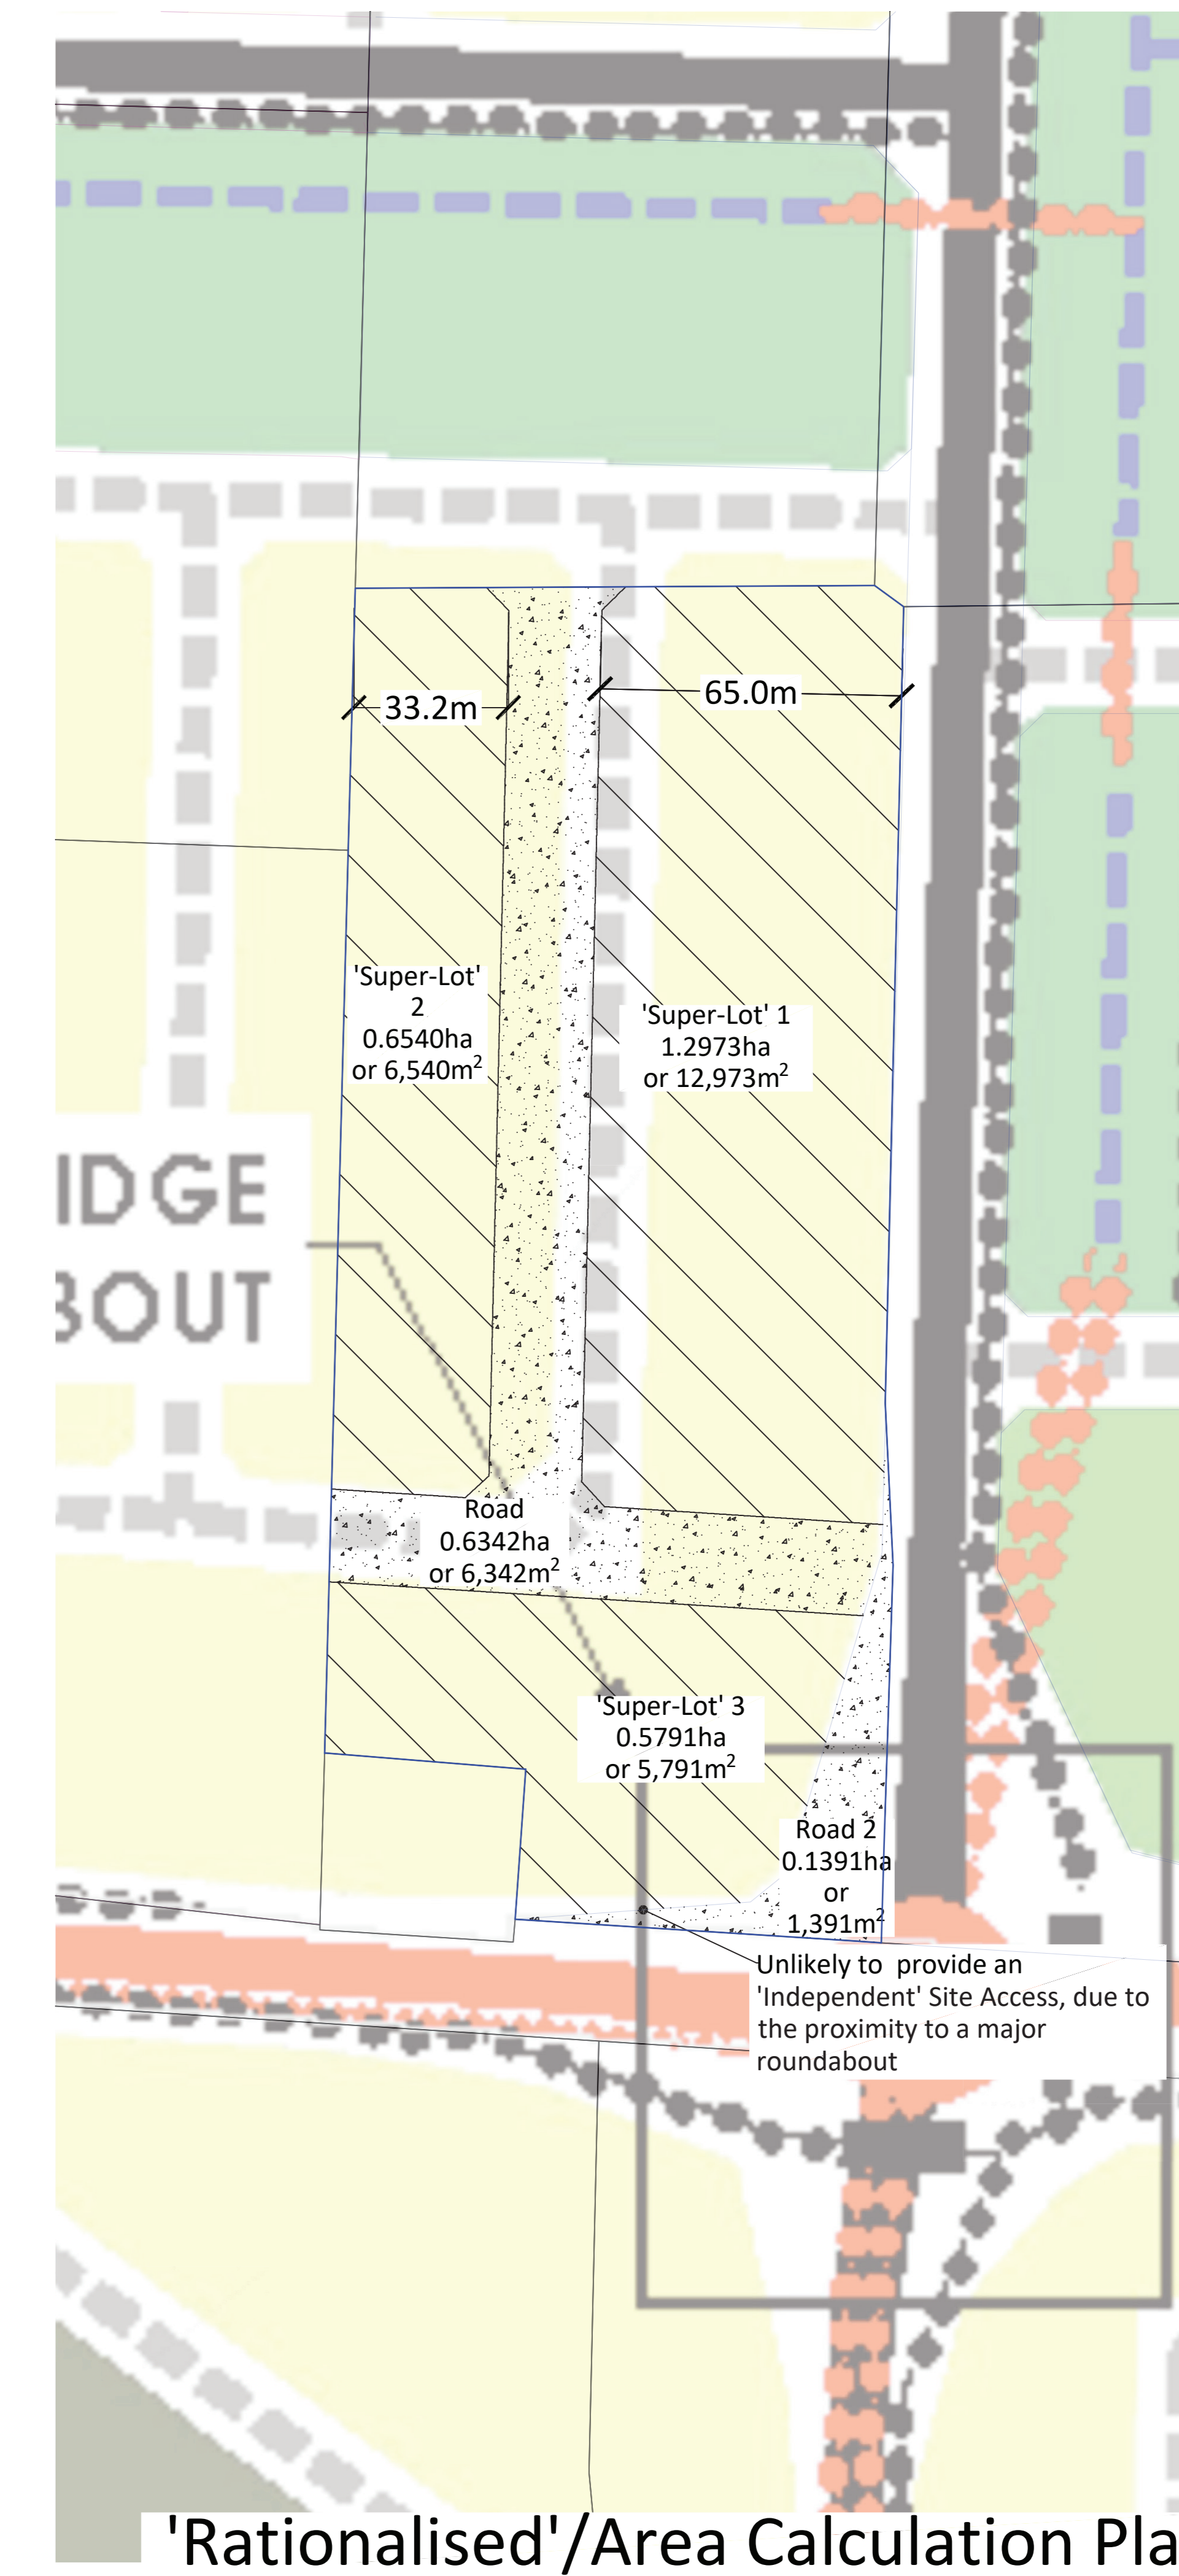 33.2m
65.0m
'Super-Lot'
2
0.6540ha
or 6,540m²
'Super-Lot' 1
1.2973ha
or 12,973m²
IDGE
BOUT
Road
0.6342ha
or 6,342m²
'Super-Lot' 3
0.5791ha
or 5,791m²
Road 2
0.1391ha
or
1,391m²
Unlikely to provide an
'Independent' Site Access, due to
the proximity to a major
roundabout
'Rationalised'/Area Calculation Pla